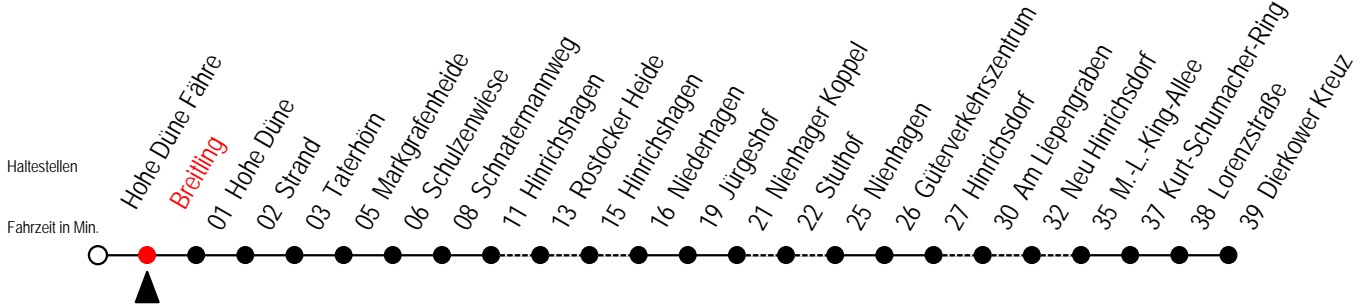 Haltestellen
Fahrzeit in Min.
Hohe Düne Fähre
Breitling
01 Hohe Düne
02 Strand
03 Taterhörn
05 Markgrafenheide
06 Schulzenwiese
08 Schnatermannweg
11 Hinrichshagen
13 Rostocker Heide
15 Hinrichshagen
16 Niederhagen
19 Jürgeshof
21 Nienhager Koppel
22 Stuthof
25 Nienhagen
26 Güterverkehrszentrum
27 Hinrichsdorf
30 Am Liepengraben
32 Neu Hinrichsdorf
35 M.-L.-King-Allee
37 Kurt-Schumacher-Ring
38 Lorenzstraße
39 Dierkower Kreuz